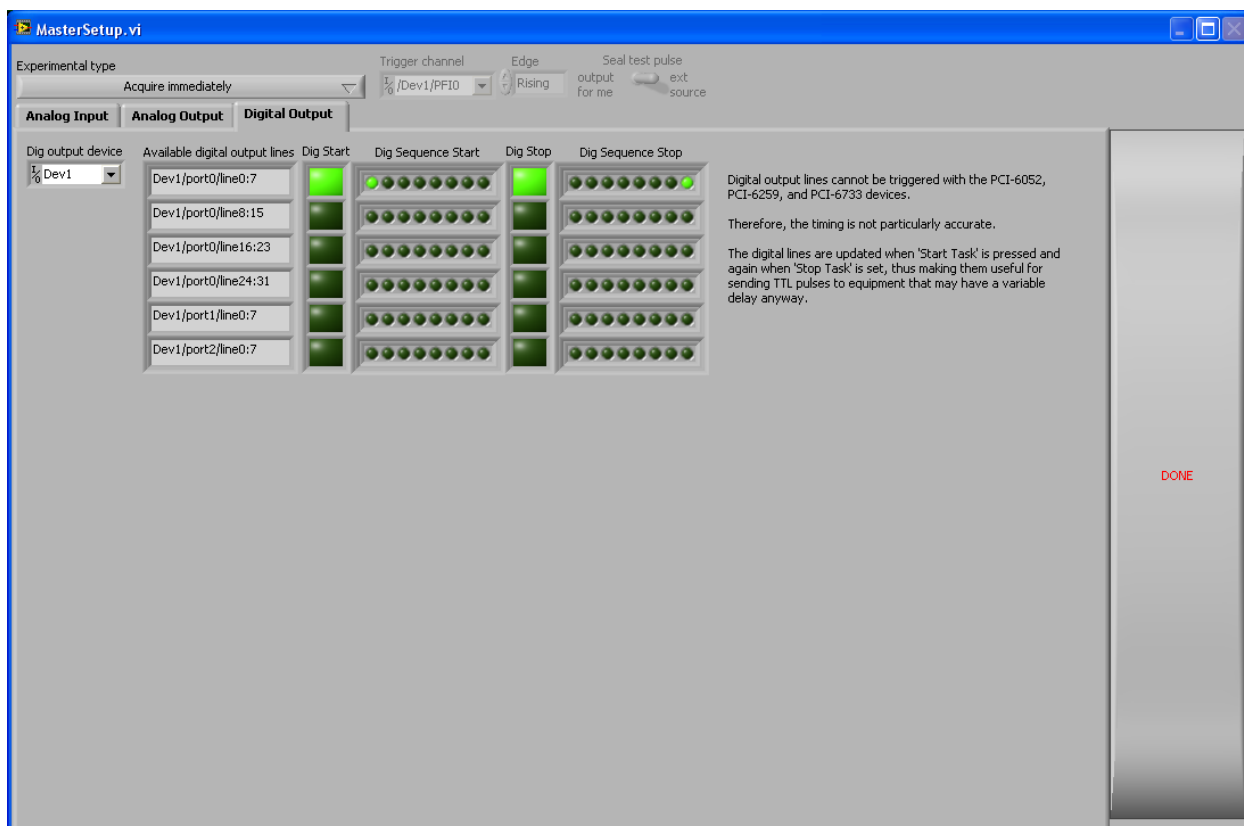 MasterSetup.vi
Experimental type
Acquire immediately
Trigger channel
/Dev1/PFI0
Edge
Rising
Seal test pulse
output for me
ext source
Analog Input
Analog Output
Digital Output
Dig output device
Dev1
Available digital output lines
Dig Start
Dig Sequence Start
Dig Stop
Dig Sequence Stop
Dev1/port0/line0:7
Dev1/port0/line8:15
Dev1/port0/line16:23
Dev1/port0/line24:31
Dev1/port1/line0:7
Dev1/port2/line0:7
Digital output lines cannot be triggered with the PCI-6052,
PCI-6259, and PCI-6733 devices.
Therefore, the timing is not particularly accurate.
The digital lines are updated when 'Start Task' is pressed and
again when 'Stop Task' is set, thus making them useful for
sending TTL pulses to equipment that may have a variable
delay anyway.
DONE